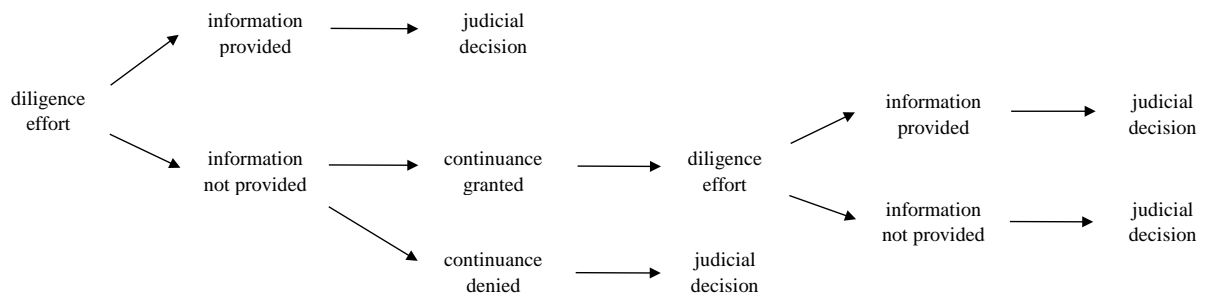 information
provided
judicial
decision
diligence
effort
information
not provided
continuance
granted
continuance
denied
judicial
decision
diligence
effort
information
provided
judicial
decision
information
not provided
judicial
decision